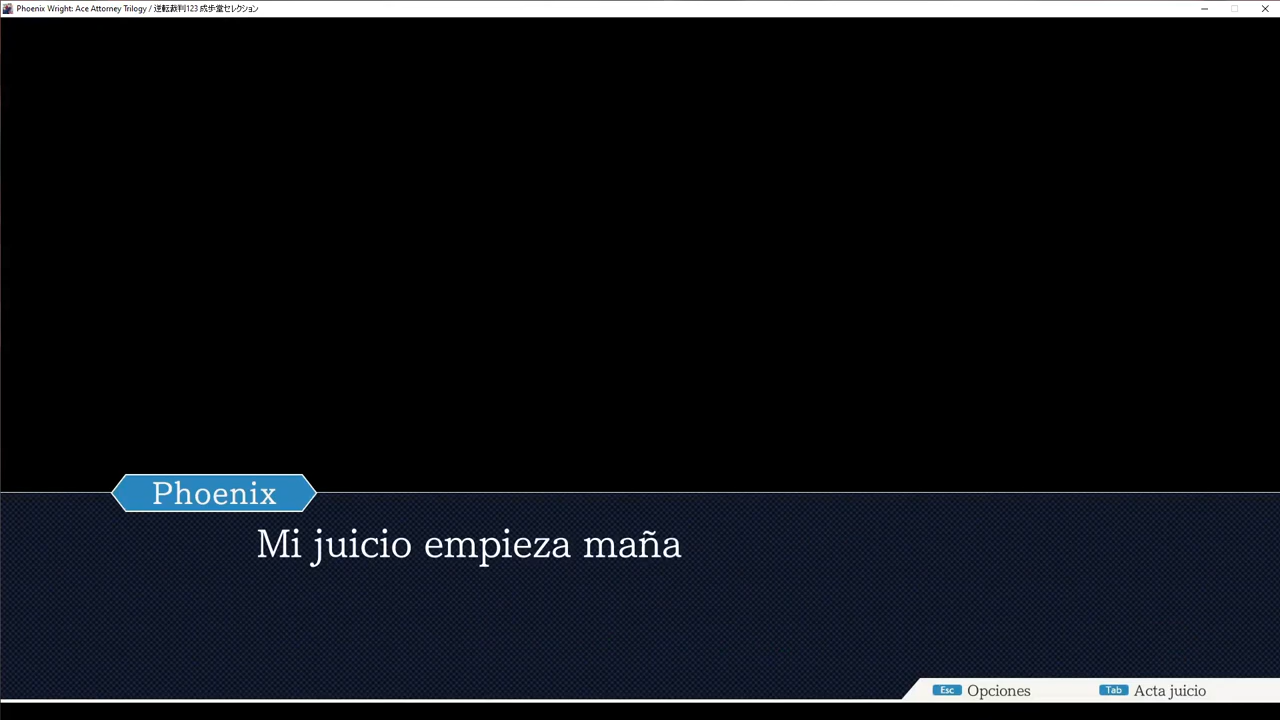 Phoenix Wright: Ace Attorney Trilogy / 逆転裁判123 成歩堂セレクション
Phoenix
Mi juicio empieza maña
Esc Opciones Tab Acta juicio